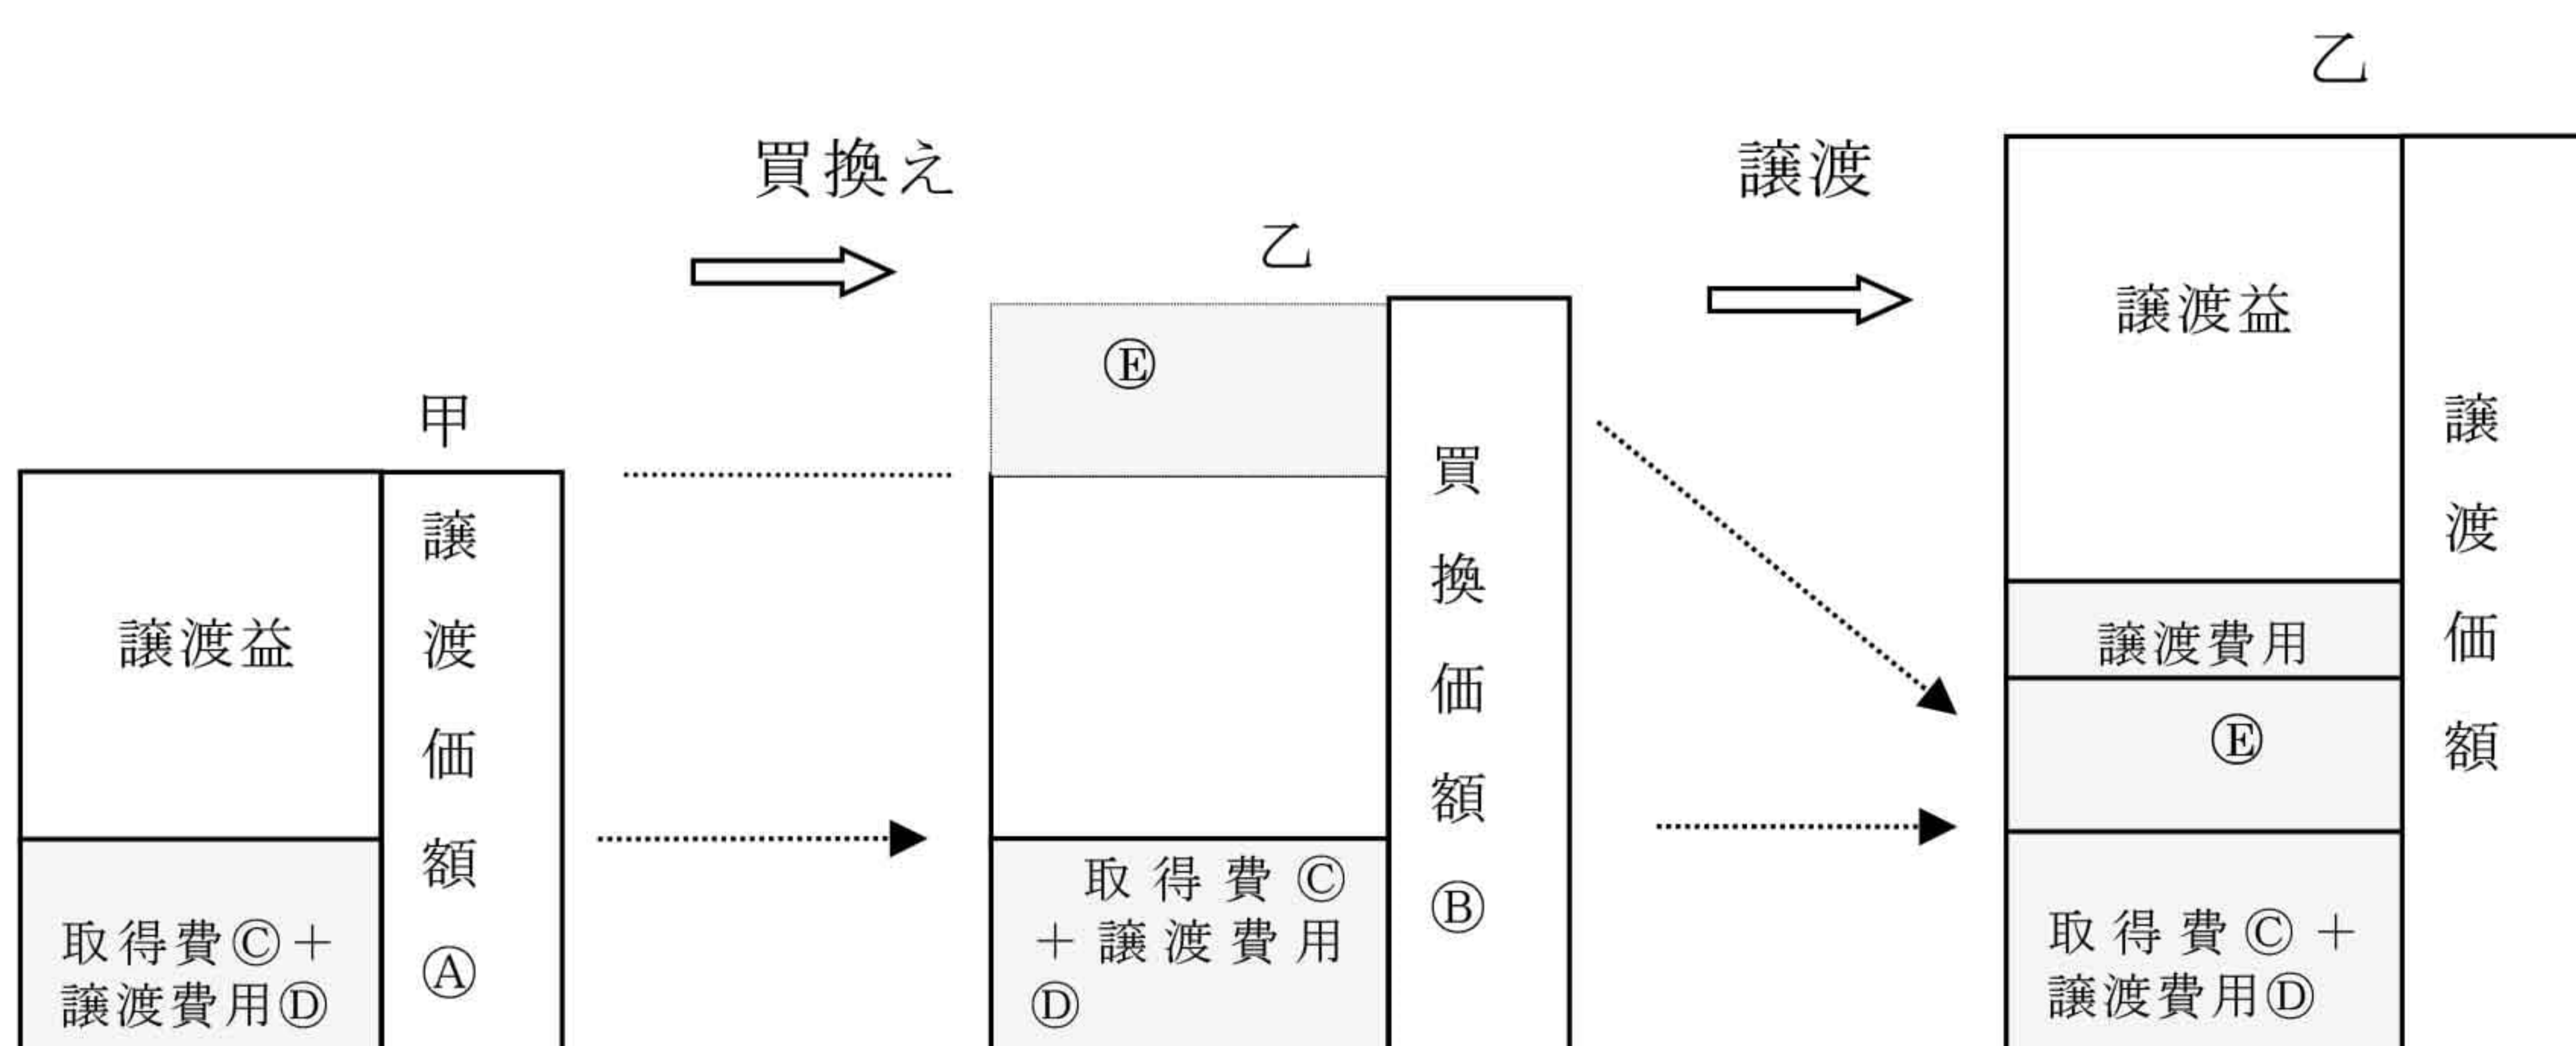 甲
譲渡価額Ⓐ
譲渡益
取得費Ⓒ＋
譲渡費用Ⓓ
買換え
乙
Ⓔ
取得費Ⓒ
＋譲渡費用
Ⓓ
買換価額Ⓑ
譲渡
乙
譲渡益
譲渡費用
Ⓔ
取得費Ⓒ＋
譲渡費用Ⓓ
譲渡価額